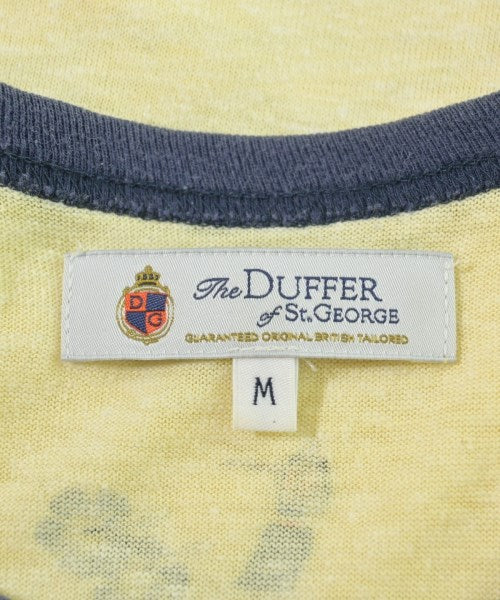 The DUFFER
of St. GEORGE
GUARANTEED ORIGINAL BRITISH TAILORED
D G
M